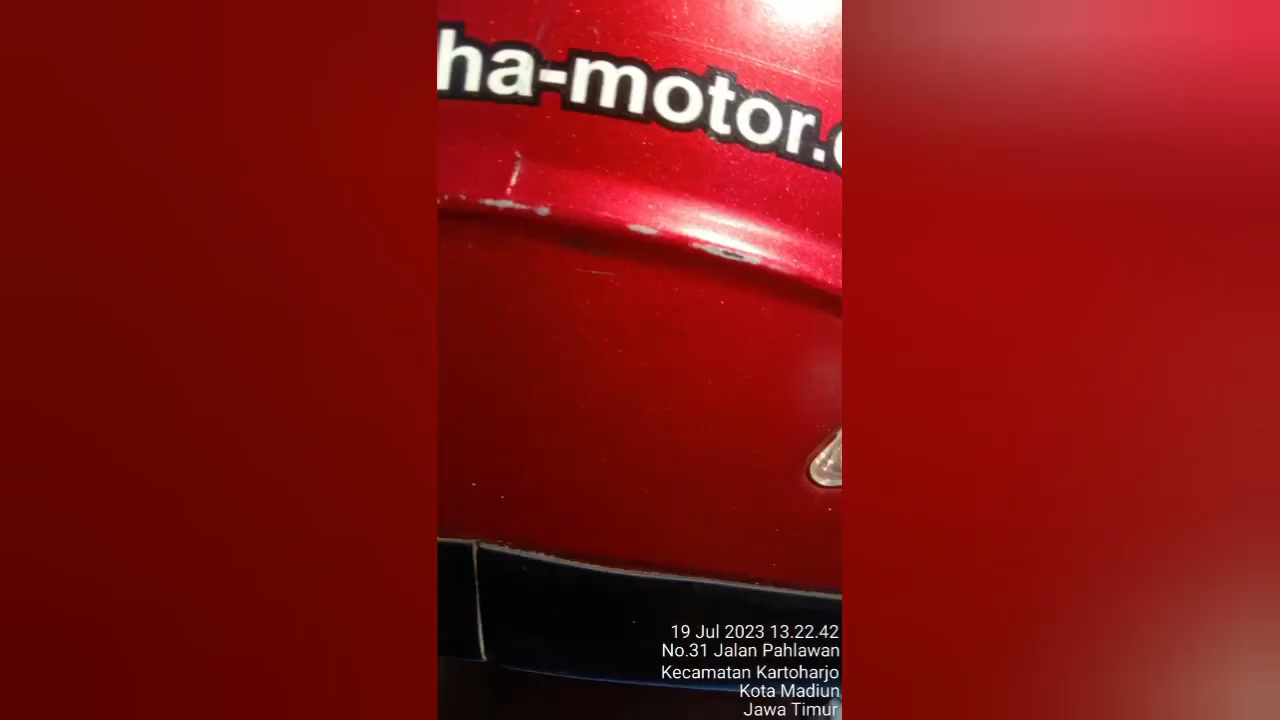 ha-motor.
19 Jul 2023 13.22.42
No.31 Jalan Pahlawan
Kecamatan Kartoharjo
Kota Madiun
Jawa Timur